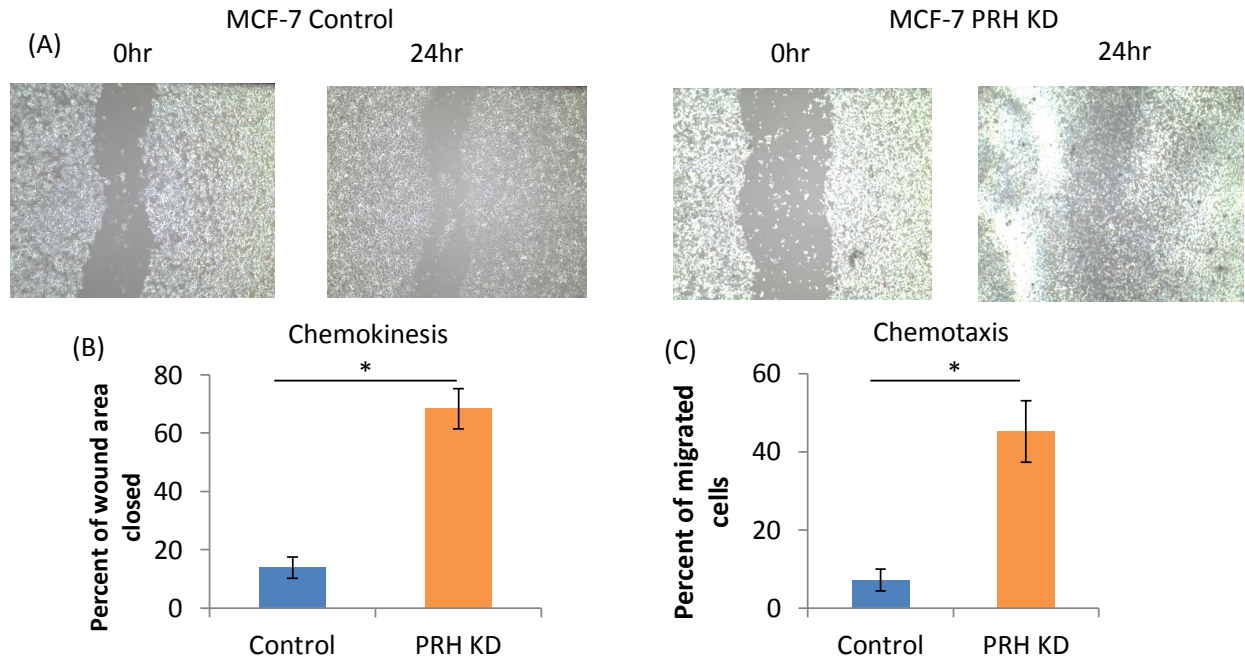 MCF-7 Control
MCF-7 PRH KD
(A)
0hr
24hr
0hr
24hr
(B)
Chemokinesis
*
Percent of wound area
closed
80
60
40
20
0
Control
PRH KD
(C)
Chemotaxis
*
Percent of migrated
cells
60
40
20
0
Control
PRH KD